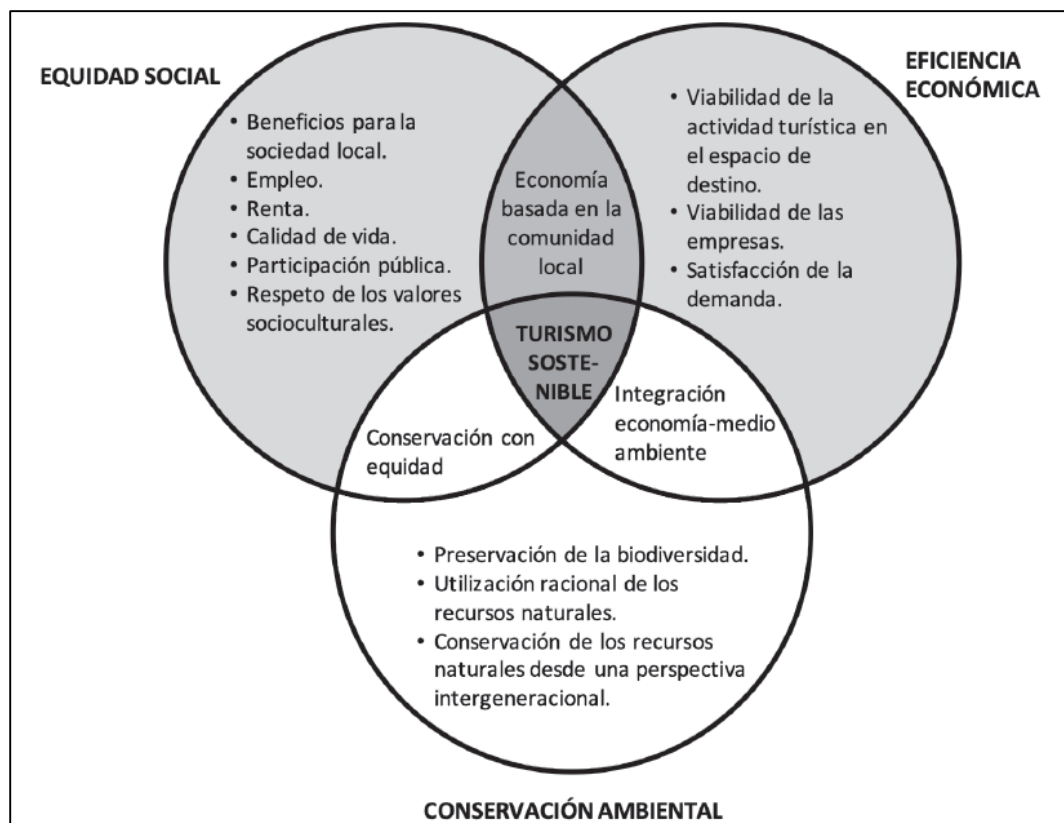 EQUIDAD SOCIAL
• Beneficios para la
sociedad local.
• Empleo.
• Renta.
• Calidad de vida.
• Participación pública.
• Respeto de los valores
socioculturales.
EFICIENCIA
ECONÓMICA
• Viabilidad de la
actividad turística en
el espacio de
destino.
• Viabilidad de las
empresas.
• Satisfacción de la
demanda.
Economía
basada en la
comunidad
local
TURISMO
SOSTE-
NIBLE
Conservación con
equidad
Integración
economía-medio
ambiente
• Preservación de la biodiversidad.
• Utilización racional de los
recursos naturales.
• Conservación de los recursos
naturales desde una perspectiva
intergeneracional.
CONSERVACIÓN AMBIENTAL